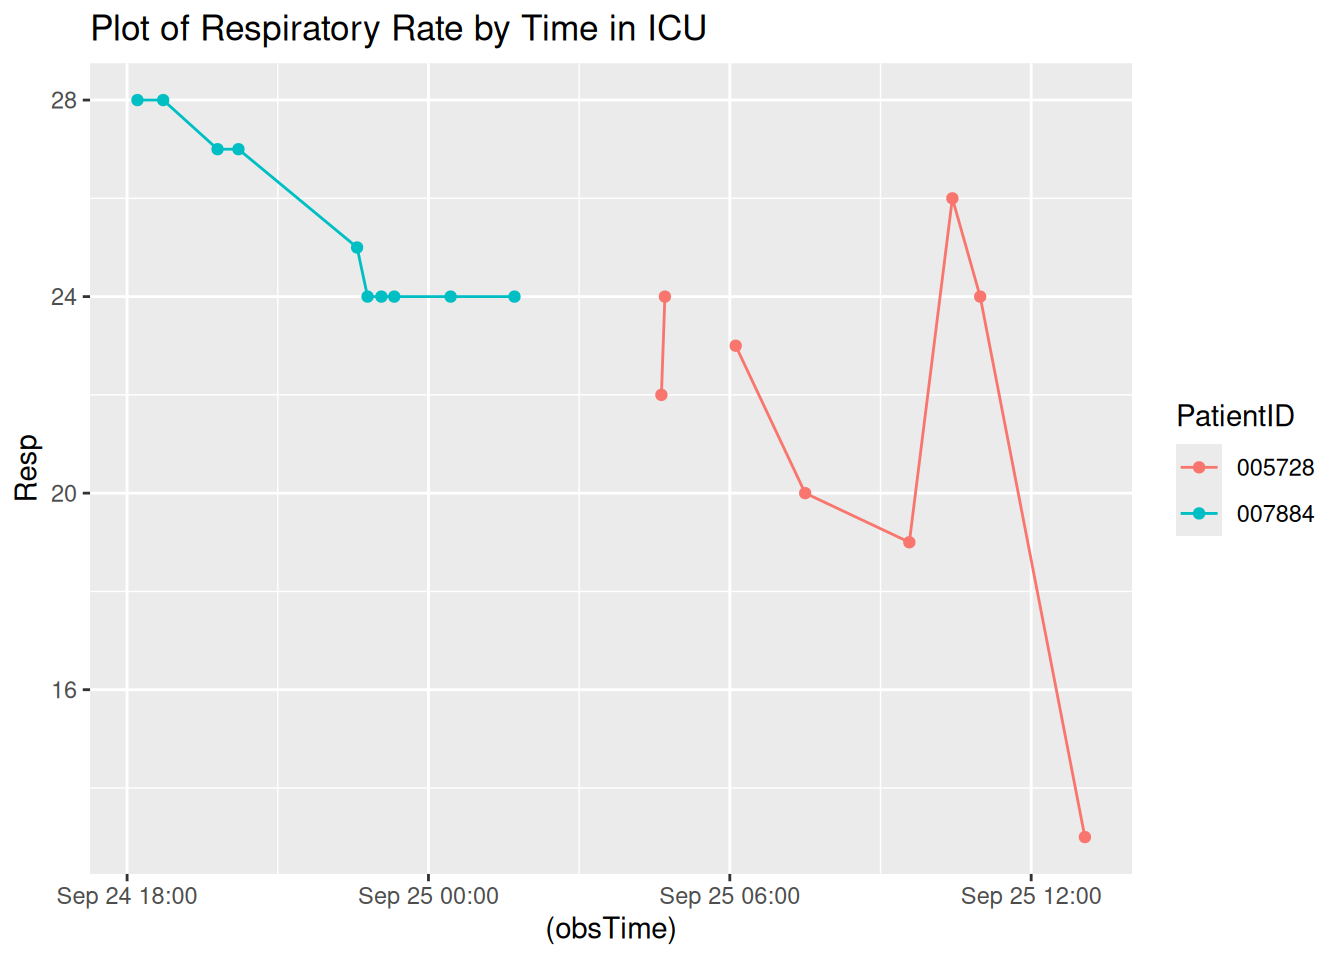 Plot of Respiratory Rate by Time in ICU
28
24
20
16
Resp
Sep 24 18:00 Sep 25 00:00 Sep 25 06:00 Sep 25 12:00
(obsTime)
PatientID
005728
007884